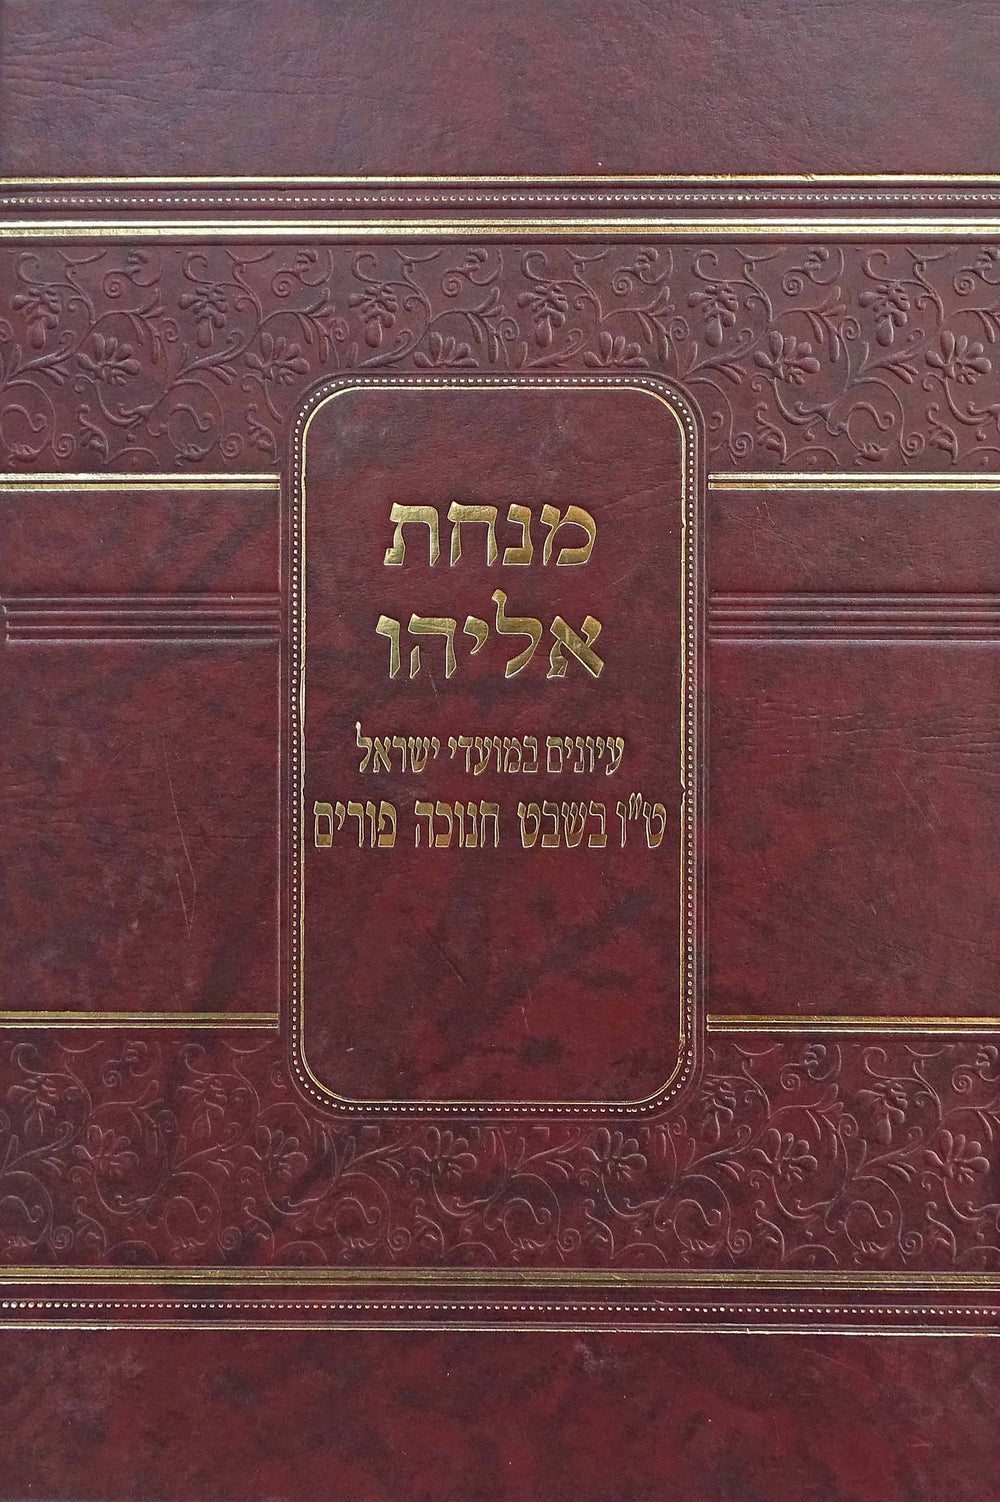 מנחת
אליהו
עיונים במועדי ישראל
ט"ו בשבט חנוכה פורים